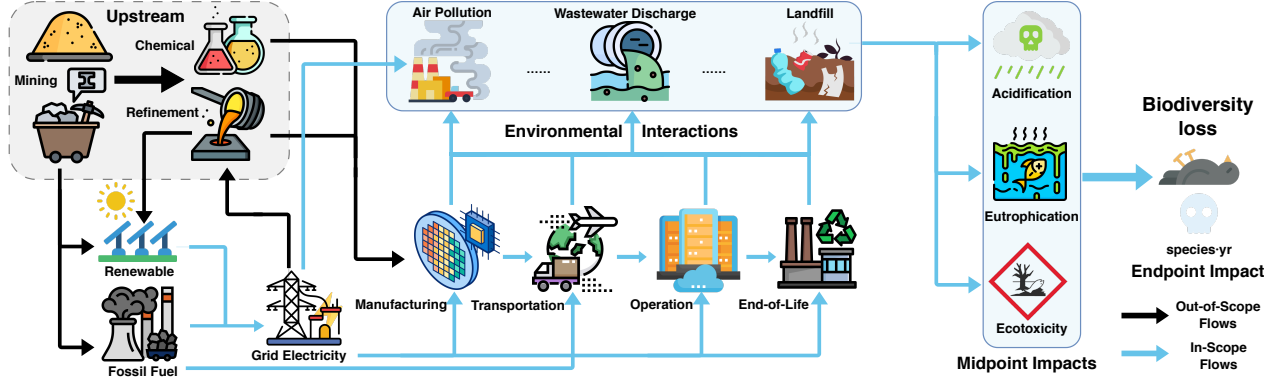 Upstream
Chemical
Mining
Refinement
Renewable
Fossil Fuel
Grid Electricity
Air Pollution
Wastewater Discharge
Landfill
......
......
Environmental Interactions
Manufacturing
Transportation
Operation
End-of-Life
Acidification
Eutrophication
Ecotoxicity
Midpoint Impacts
Biodiversity
loss
species·yr
Endpoint Impact
Out-of-Scope
Flows
In-Scope
Flows